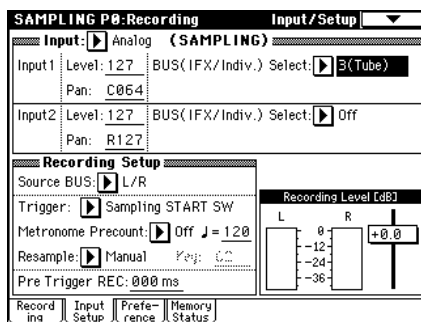 SAMPLING P0:Recording Input/Setup
Input: Analog (SAMPLING)
Input1 Level: 127 BUS(IFX/Indiv.) Select: 3(Tube)
Pan: C064
Input2 Level: 127 BUS(IFX/Indiv.) Select: Off
Pan: R127
Recording Setup
Source BUS: L/R
Trigger: Sampling START SW
Metronome Precount: Off ♩= 120
Resample: Manual Key: C2
Pre Trigger REC: 000 ms
Recording Level [dB]
L R
0
+0.0
-12
-24
-36
Record Input Prefe- Memory
ing Setup rence Status